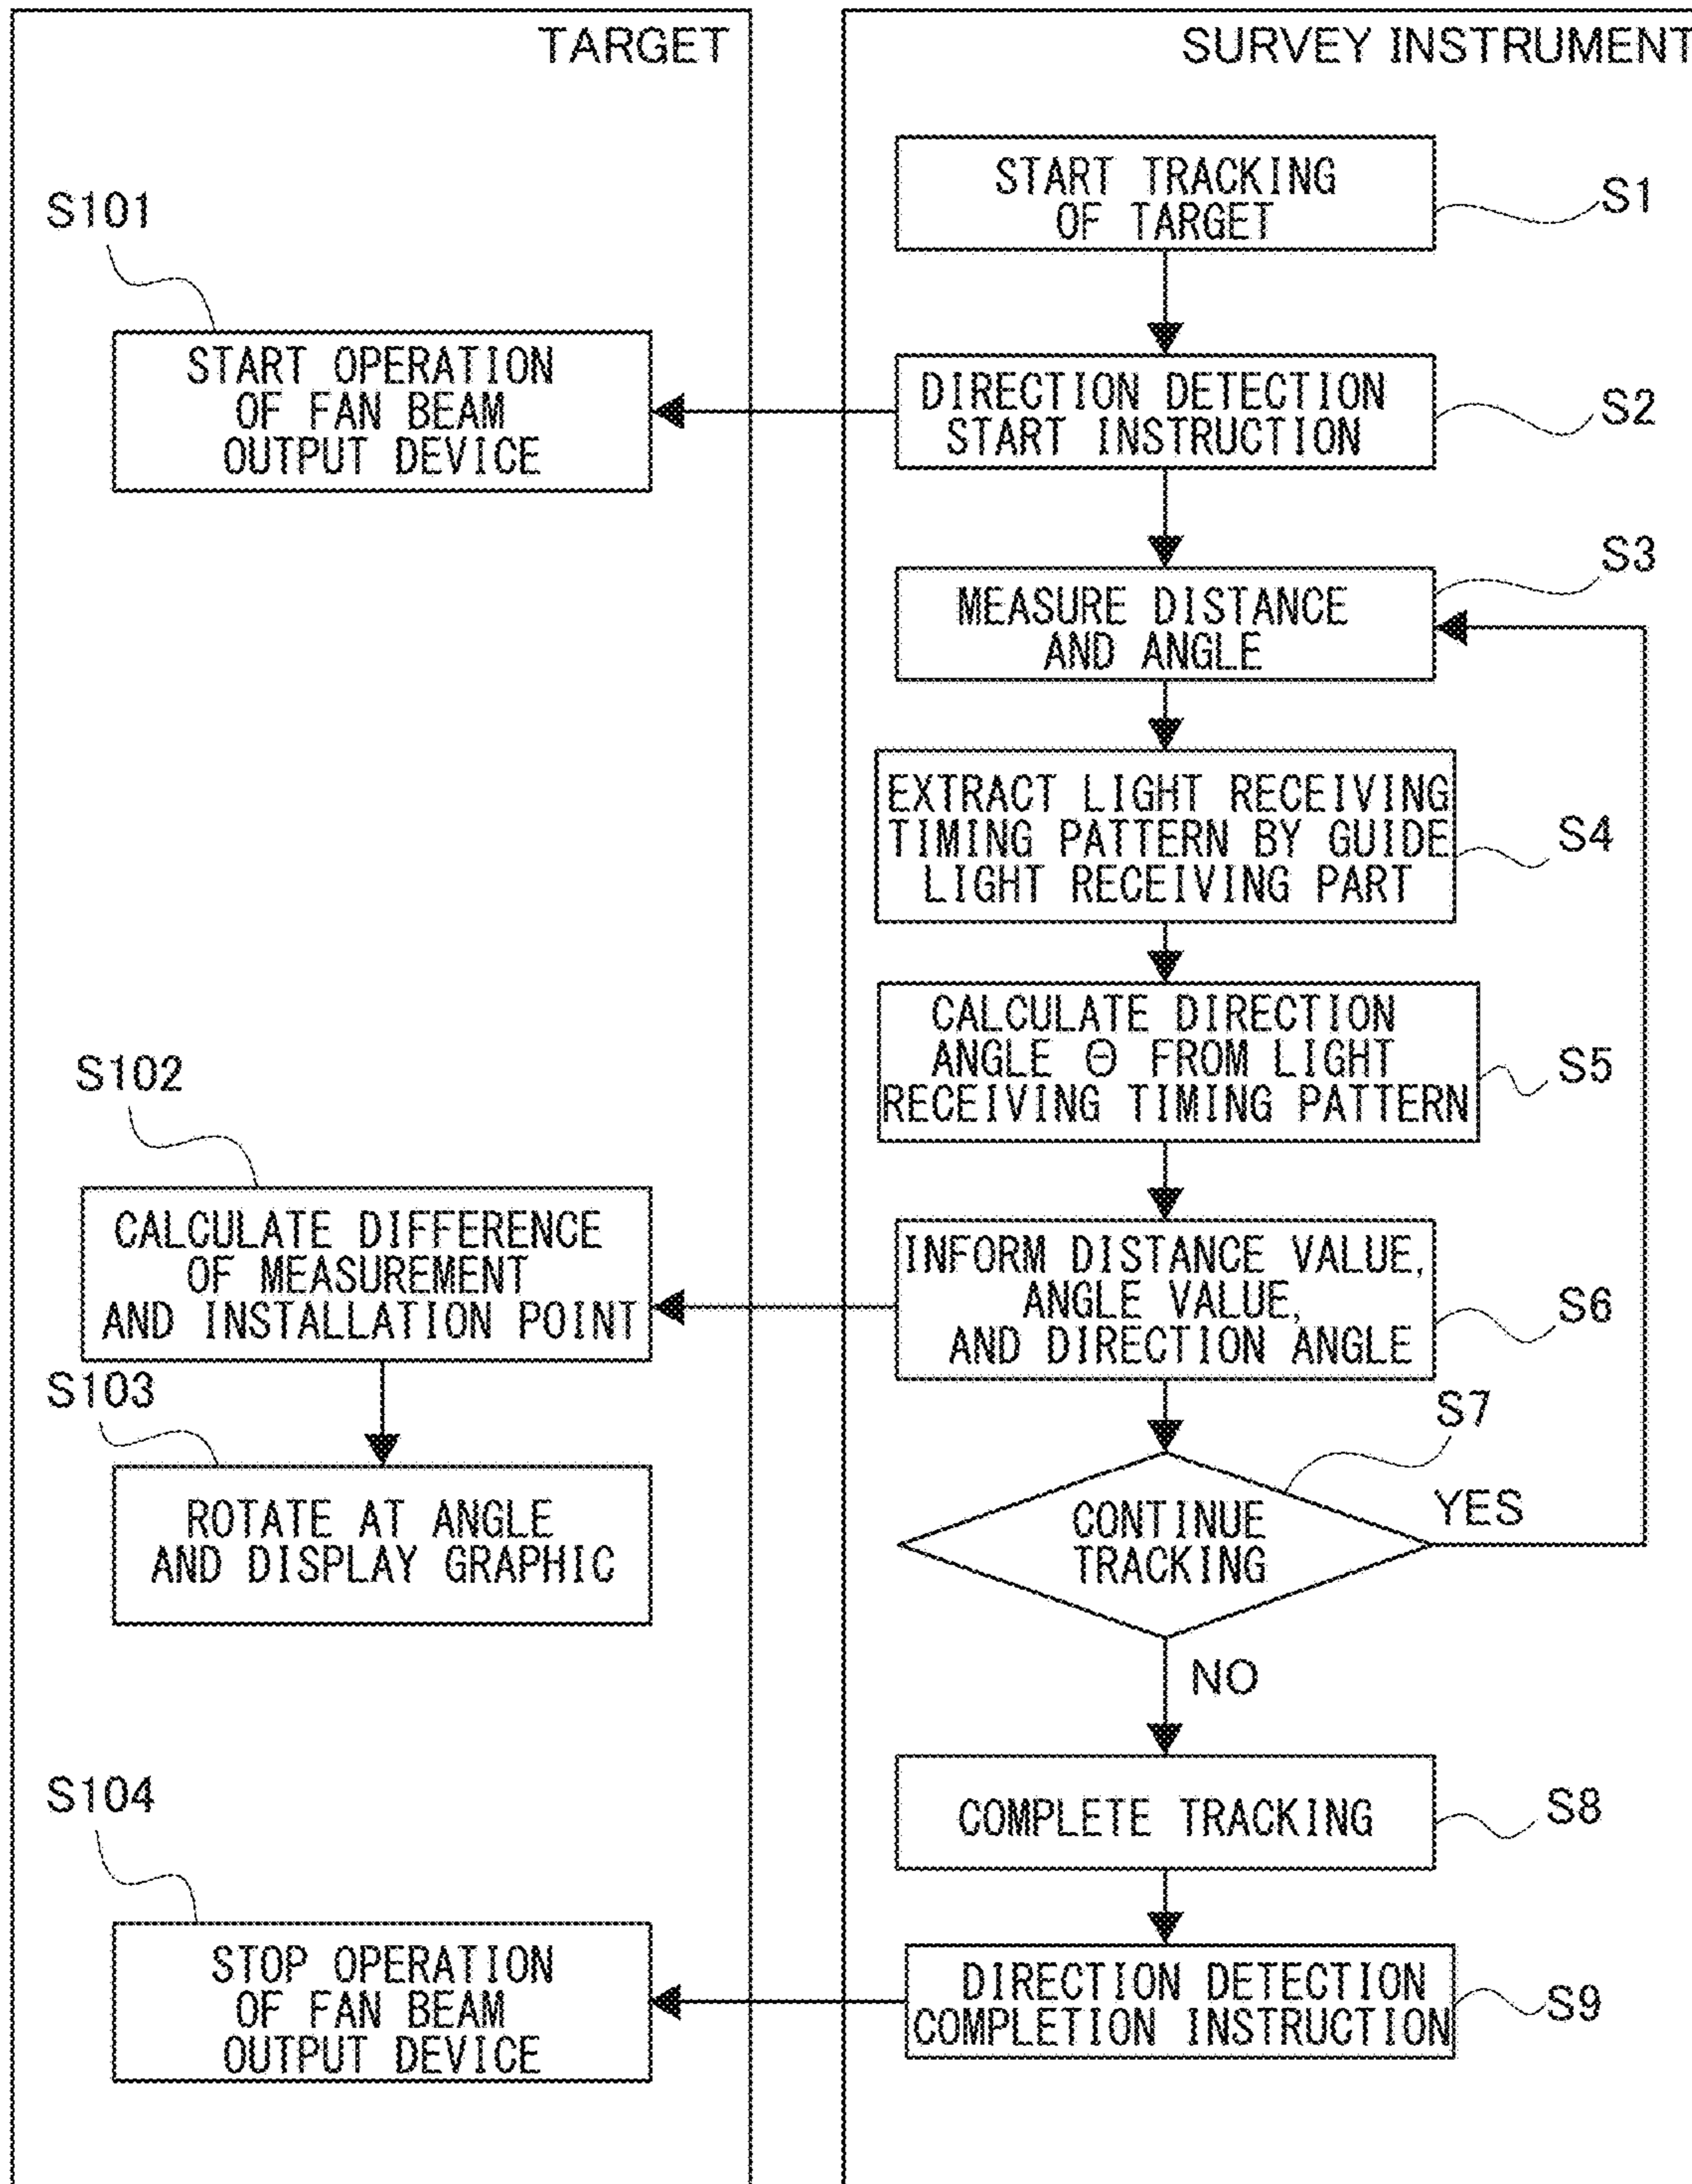 TARGET
SURVEY INSTRUMENT
START TRACKING
OF TARGET
S1
S101
START OPERATION
OF FAN BEAM
OUTPUT DEVICE
DIRECTION DETECTION
START INSTRUCTION
S2
S3
MEASURE DISTANCE
AND ANGLE
EXTRACT LIGHT RECEIVING
TIMING PATTERN BY GUIDE
LIGHT RECEIVING PART
S4
CALCULATE DIRECTION
ANGLE Θ FROM LIGHT
RECEIVING TIMING PATTERN
S5
S102
CALCULATE DIFFERENCE
OF MEASUREMENT
AND INSTALLATION POINT
INFORM DISTANCE VALUE,
ANGLE VALUE,
AND DIRECTION ANGLE
S6
S103
ROTATE AT ANGLE
AND DISPLAY GRAPHIC
S7
CONTINUE
TRACKING
YES
NO
COMPLETE TRACKING
S8
S104
STOP OPERATION
OF FAN BEAM
OUTPUT DEVICE
DIRECTION DETECTION
COMPLETION INSTRUCTION
S9